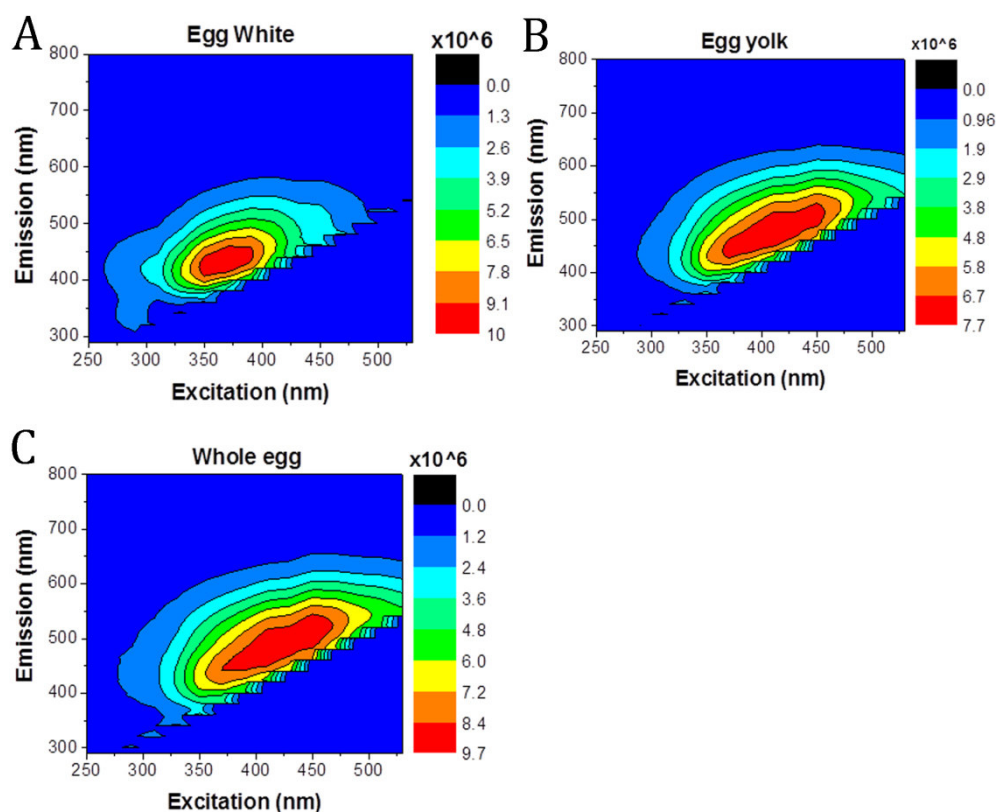 A
Egg White
x10^6
800
700
600
500
400
300
250 300 350 400 450 500
Emission (nm)
Excitation (nm)
0.0
1.3
2.6
3.9
5.2
6.5
7.8
9.1
10
B
Egg yolk
x10^6
800
700
600
500
400
300
250 300 350 400 450 500
Emission (nm)
Excitation (nm)
0.0
0.96
1.9
2.9
3.8
4.8
5.8
6.7
7.7
C
Whole egg
x10^6
800
700
600
500
400
300
250 300 350 400 450 500
Emission (nm)
Excitation (nm)
0.0
1.2
2.4
3.6
4.8
6.0
7.2
8.4
9.7